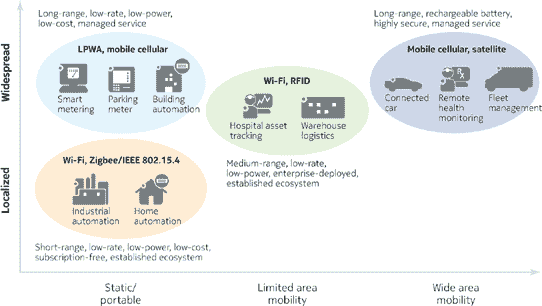 Long-range, low-rate, low-power,
low-cost, managed service
LPWA, mobile cellular
Smart
metering
Parking
meter
Building
automation
Wi-Fi, RFID
Hospital asset
tracking
Warehouse
logistics
Medium-range, low-rate,
low-power, enterprise-deployed,
established ecosystem
Long-range, rechargeable battery,
highly secure, managed service
Mobile cellular, satellite
Connected
car
Remote
health
monitoring
Fleet
management
Wi-Fi, Zigbee/IEEE 802.15.4
Industrial
automation
Home
automation
Short-range, low-rate, low-power, low-cost,
subscription-free, established ecosystem
Widespread
Localized
Static/
portable
Limited area
mobility
Wide area
mobility